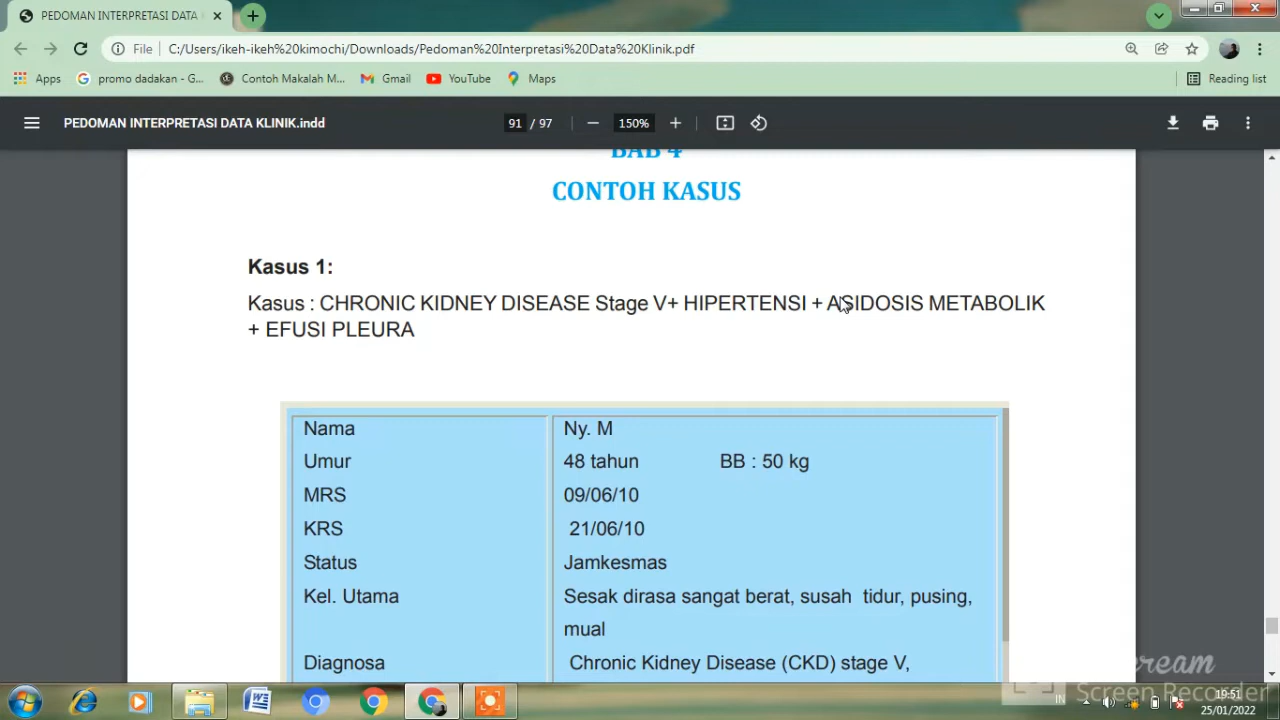 PEDOMAN INTERPRETASI DATA
File C:/Users/ikeh-ikeh%20kimochi/Downloads/Pedoman%20Interpretasi%20Data%20Klinik.pdf
Apps promo dadakan - G... Contoh Makalah M... Gmail YouTube Maps Reading list
PEDOMAN INTERPRETASI DATA KLINIK.indd 91 / 97 150%
BAB 4
CONTOH KASUS
Kasus 1:
Kasus : CHRONIC KIDNEY DISEASE Stage V+ HIPERTENSI + ASIDOSIS METABOLIK
+ EFUSI PLEURA
Nama Ny. M
Umur 48 tahun BB : 50 kg
MRS 09/06/10
KRS 21/06/10
Status Jamkesmas
Kel. Utama Sesak dirasa sangat berat, susah tidur, pusing,
mual
Diagnosa Chronic Kidney Disease (CKD) stage V,
Screen Recorder
IN 19:51
25/01/2022